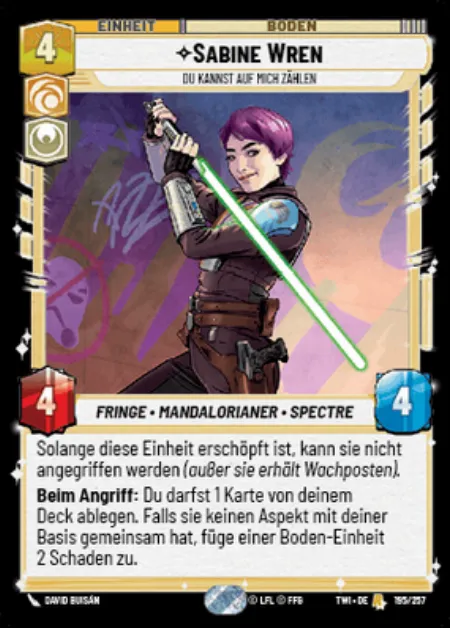 EINHEIT BODEN
4
✧SABINE WREN
DU KANNST AUF MICH ZÄHLEN
4
FRINGE • MANDALORIANER • SPECTRE
4
Solange diese Einheit erschöpft ist, kann sie nicht
angegriffen werden (außer sie erhält Wachposten).
Beim Angriff: Du darfst 1 Karte von deinem
Deck ablegen. Falls sie keinen Aspekt mit deiner
Basis gemeinsam hat, füge einer Boden-Einheit
2 Schaden zu.
DAVID BUISÁN © LFL © FFG TWI • DE 195/257